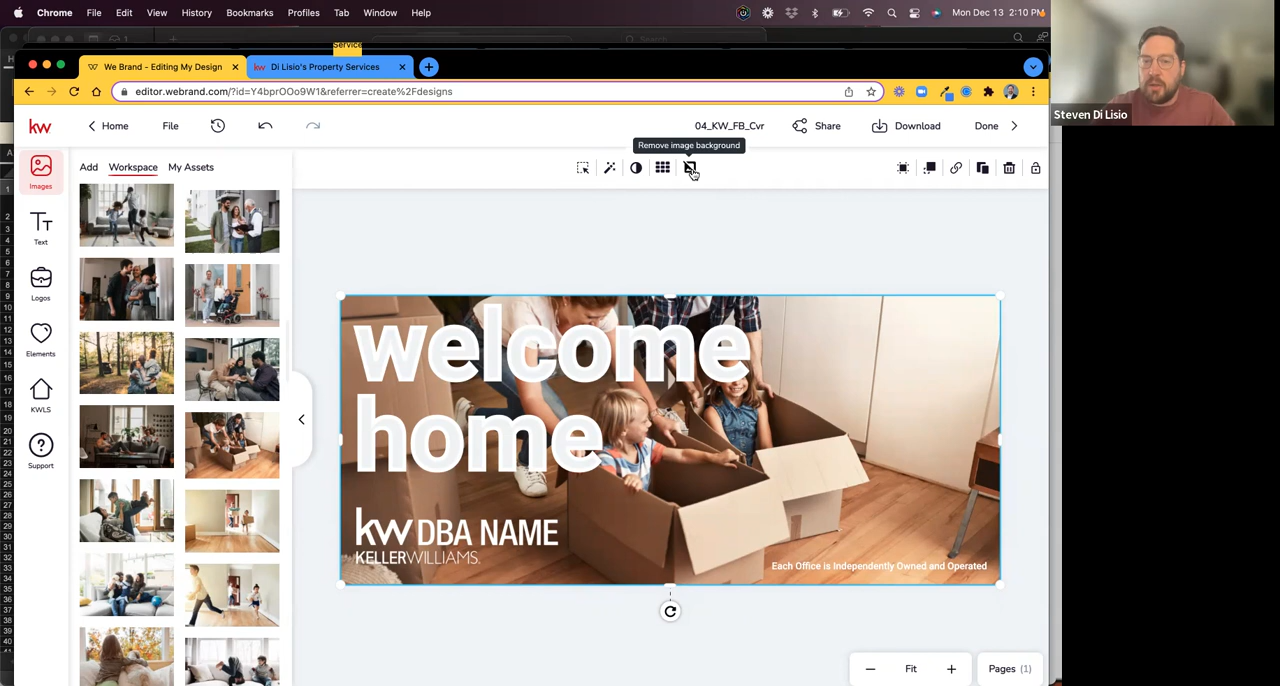 Chrome File Edit View History Bookmarks Profiles Tab Window Help Mon Dec 13 2:10 PM
Search
Service
We Brand - Editing My Design Di Lisio's Property Services
editor.webrand.com/?id=Y4bprOOo9W1&referrer=create%2Fdesigns
kw Home File 04_KW_FB_Cvr Share Download Done
Remove image background
Add Workspace My Assets
Images
Text
Logos
Elements
KWLS
Support
welcome
home
kw DBA NAME
KELLERWILLIAMS.
Each Office is Independently Owned and Operated
Fit Pages (1)
Steven Di Lisio